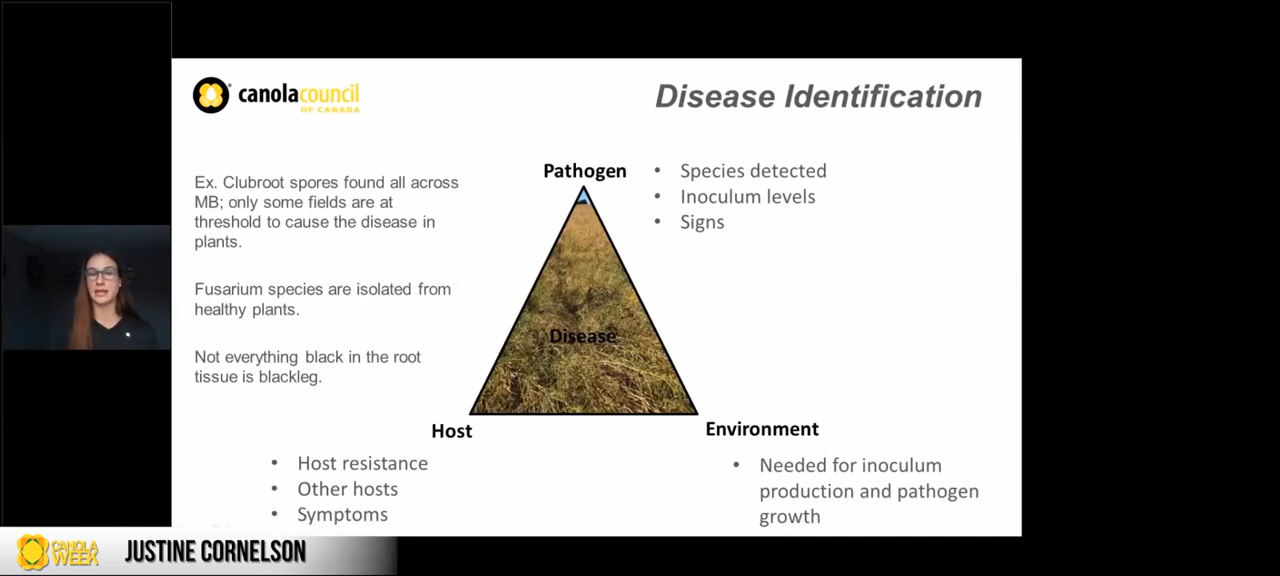 canolacouncil
OF CANADA
Disease Identification
Ex. Clubroot spores found all across
MB; only some fields are at
threshold to cause the disease in
plants.
Fusarium species are isolated from
healthy plants.
Not everything black in the root
tissue is blackleg.
Pathogen
• Species detected
• Inoculum levels
• Signs
Disease
Host
• Host resistance
• Other hosts
• Symptoms
Environment
• Needed for inoculum
production and pathogen
growth
CANOLA
WEEK
JUSTINE CORNELSON